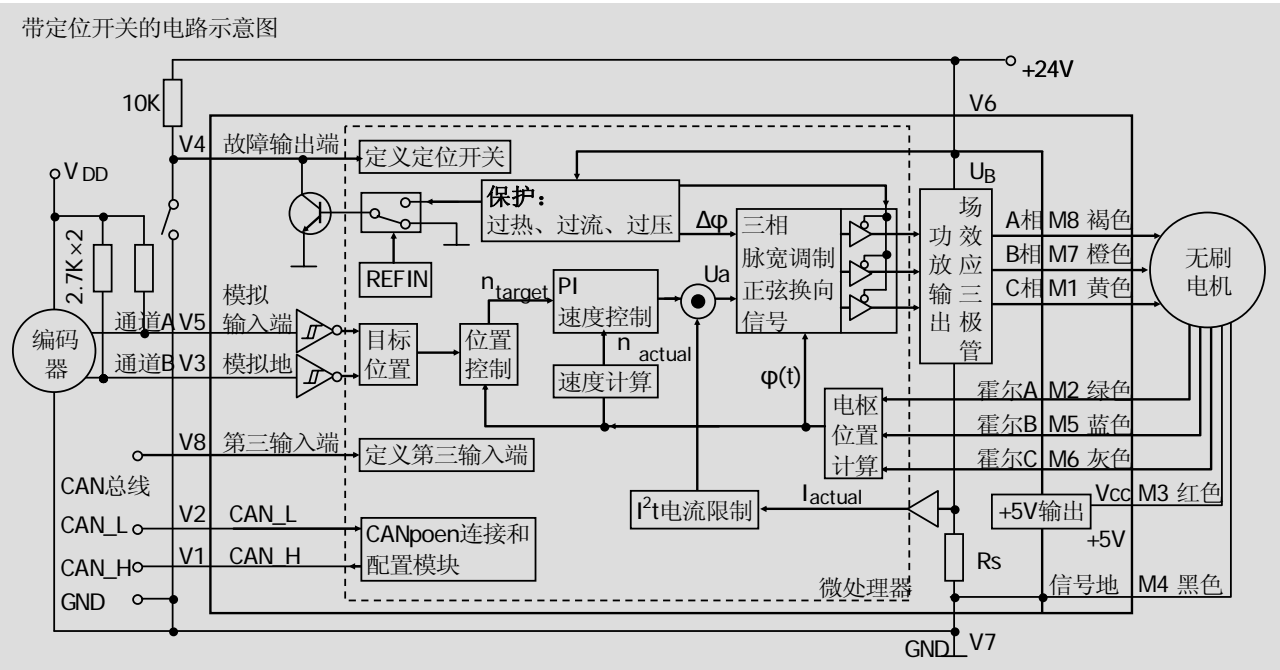 带定位开关的电路示意图
+24V
10K
V6
V4 故障输出端
定义定位开关
VDD
UB
保护：
过热、过流、过压
Δφ
三相
脉宽调制
正弦换向
信号
场效应三极管
功放输出
A相 M8 褐色
B相 M7 橙色
C相 M1 黄色
无刷
电机
2.7K×2
REFIN
Ua
ntarget
PI
速度控制
模拟
输入端
通道A V5
编码
器
通道B V3 模拟地
目标
位置
位置
控制
n actual
速度计算
φ(t)
电枢
位置
计算
霍尔A M2 绿色
霍尔B M5 蓝色
霍尔C M6 灰色
V8 第三输入端
定义第三输入端
CAN总线
I²t电流限制
Iactual
+5V输出
Vcc M3 红色
+5V
CAN_L
V2 CAN_L
CANpoen连接和
配置模块
CAN_H
V1 CAN_H
Rs
微处理器
信号地 M4 黑色
GND
GND
V7